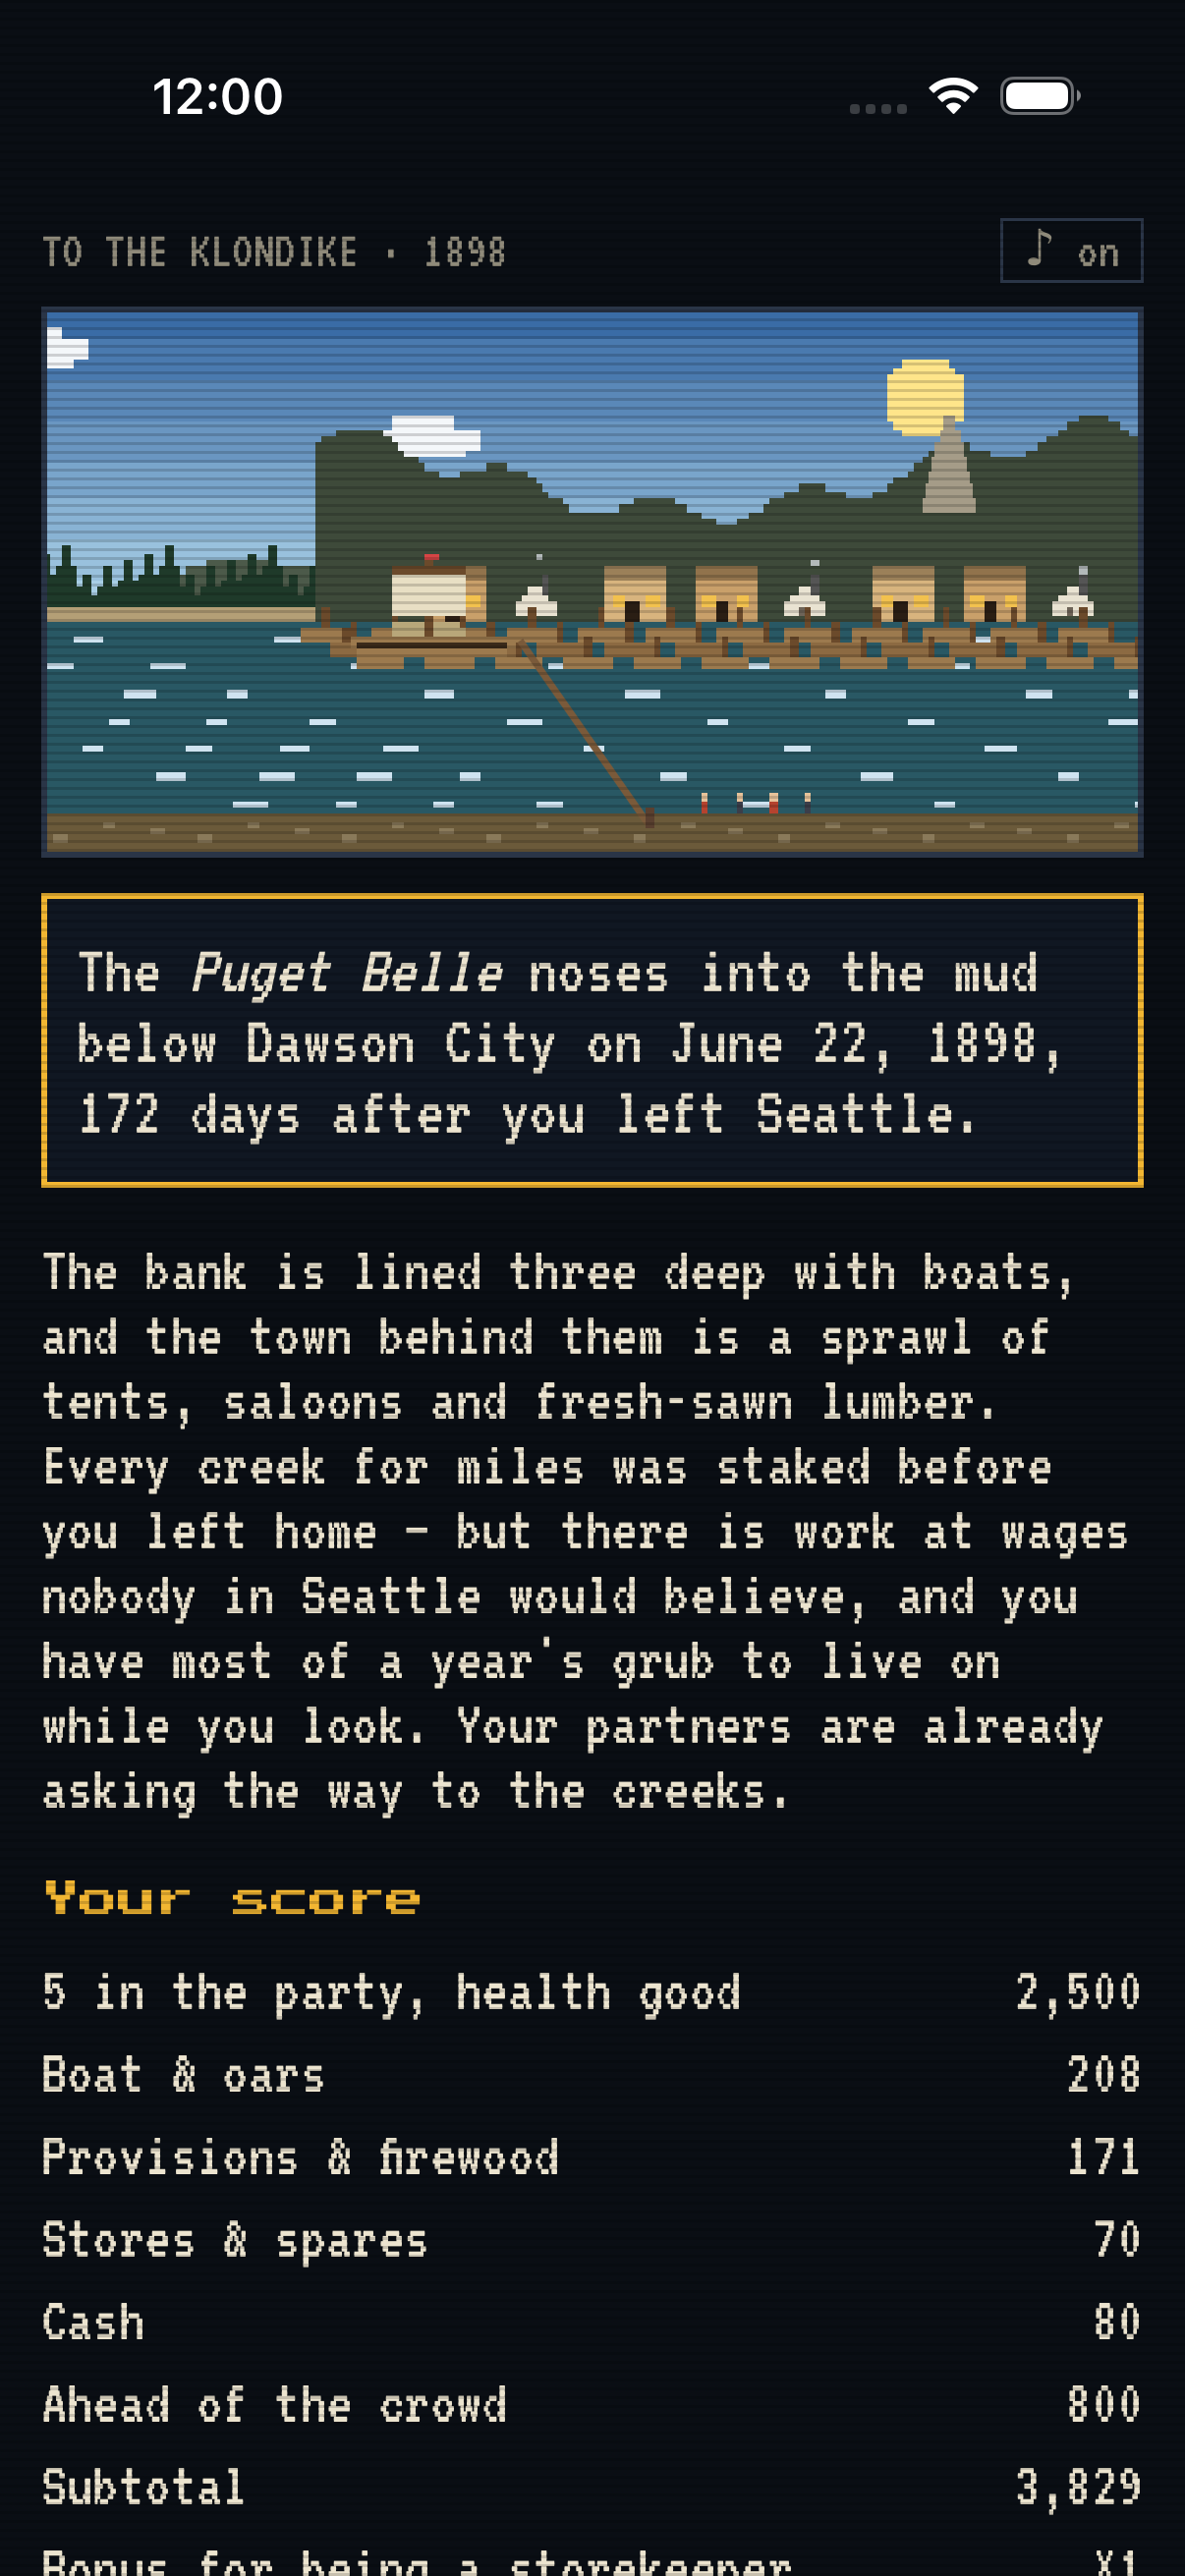 12:00
TO THE KLONDIKE · 1898
♪ on
The Puget Belle noses into the mud
below Dawson City on June 22, 1898,
172 days after you left Seattle.
The bank is lined three deep with boats,
and the town behind them is a sprawl of
tents, saloons and fresh-sawn lumber.
Every creek for miles was staked before
you left home — but there is work at wages
nobody in Seattle would believe, and you
have most of a year's grub to live on
while you look. Your partners are already
asking the way to the creeks.
Your score
5 in the party, health good 2,500
Boat & oars 208
Provisions & firewood 171
Stores & spares 70
Cash 80
Ahead of the crowd 800
Subtotal 3,829
Bonus for being a storekeeper X1